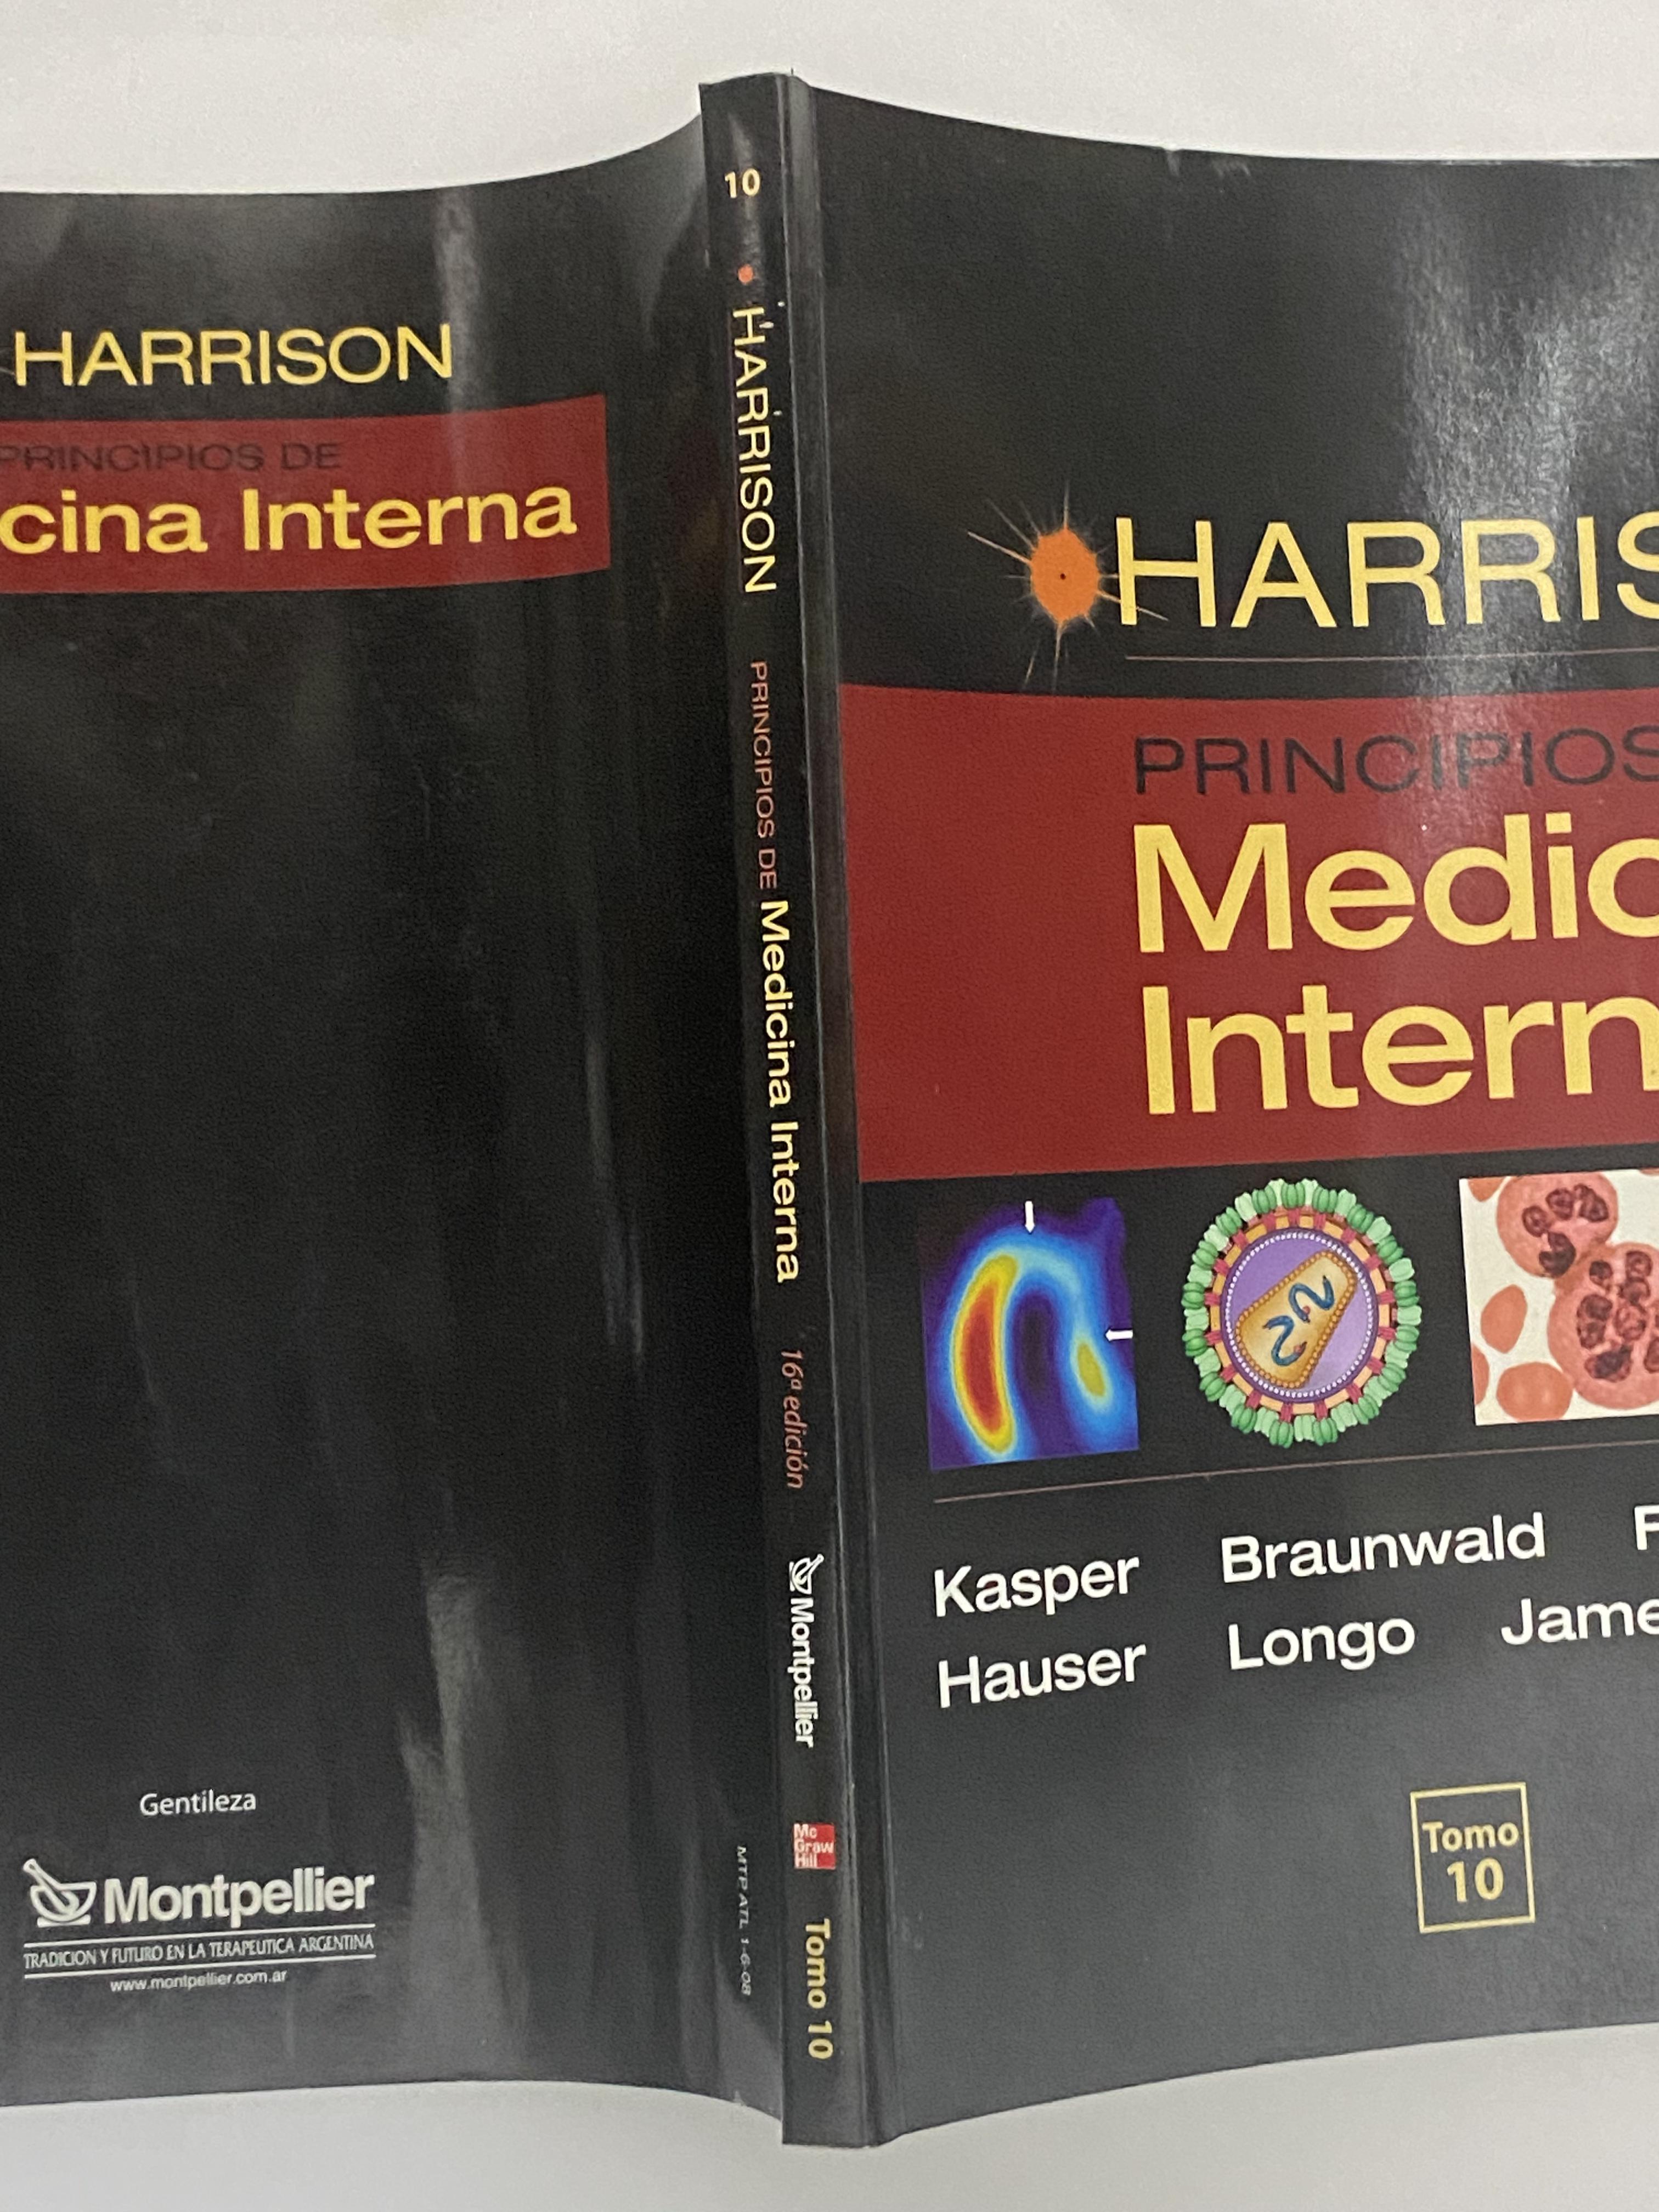 HARRISON
PRINCIPIOS DE
cina Interna
Gentileza
Montpellier
TRADICION Y FUTURO EN LA TERAPEUTICA ARGENTINA
www.montpellier.com.ar
10
HARRISON PRINCIPIOS DE Medicina Interna 16ª edición
Montpellier
Mc
Graw
Hill
Tomo 10
MTP ATL 1-6-08
HARRIS
PRINCIPIOS
Medic
Intern
Kasper Braunwald F
Hauser Longo Jame
Tomo
10